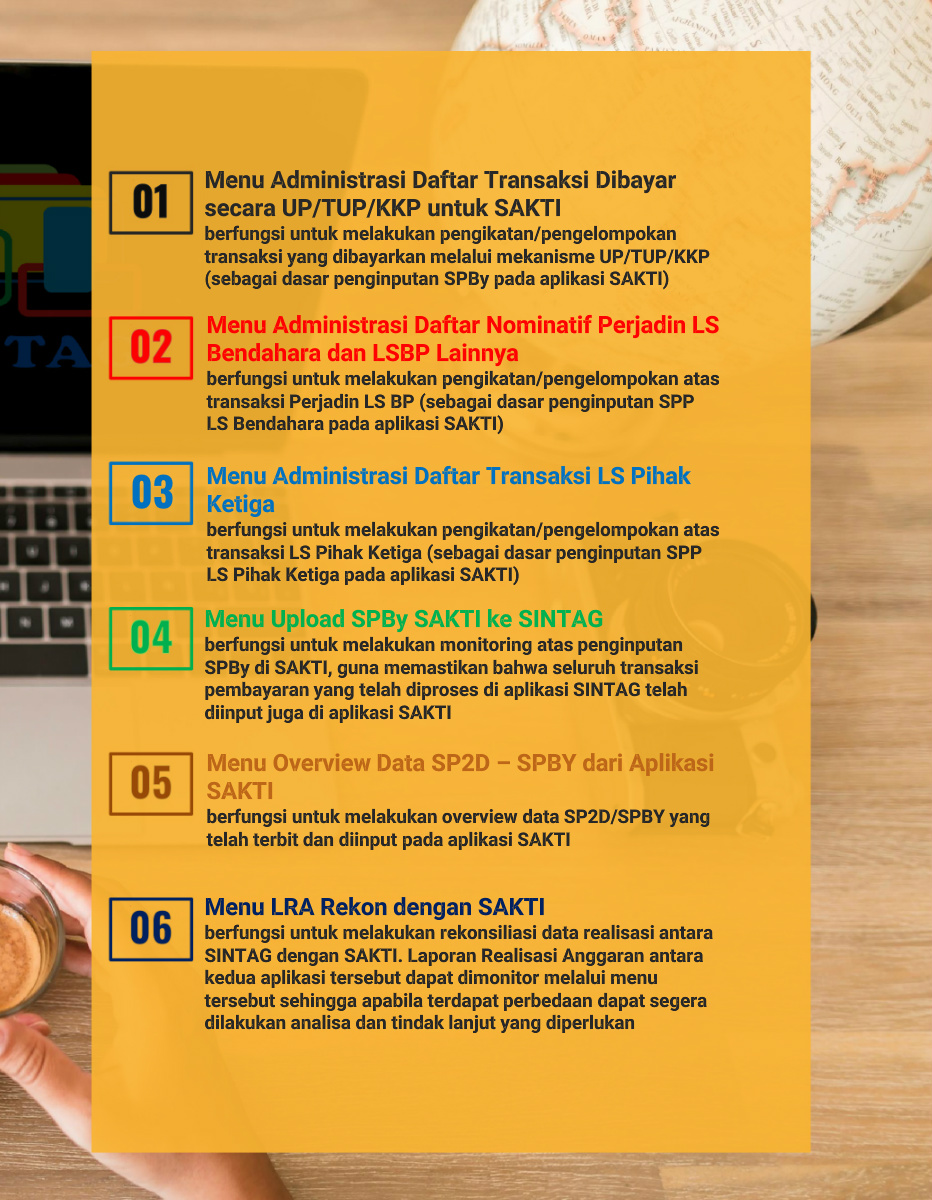 01
Menu Administrasi Daftar Transaksi Dibayar
secara UP/TUP/KKP untuk SAKTI
berfungsi untuk melakukan pengikatan/pengelompokan
transaksi yang dibayarkan melalui mekanisme UP/TUP/KKP
(sebagai dasar penginputan SPBy pada aplikasi SAKTI)
02
Menu Administrasi Daftar Nominatif Perjadin LS
Bendahara dan LSBP Lainnya
berfungsi untuk melakukan pengikatan/pengelompokan atas
transaksi Perjadin LS BP (sebagai dasar penginputan SPP
LS Bendahara pada aplikasi SAKTI)
03
Menu Administrasi Daftar Transaksi LS Pihak
Ketiga
berfungsi untuk melakukan pengikatan/pengelompokan atas
transaksi LS Pihak Ketiga (sebagai dasar penginputan SPP
LS Pihak Ketiga pada aplikasi SAKTI)
04
Menu Upload SPBy SAKTI ke SINTAG
berfungsi untuk melakukan monitoring atas penginputan
SPBy di SAKTI, guna memastikan bahwa seluruh transaksi
pembayaran yang telah diproses di aplikasi SINTAG telah
diinput juga di aplikasi SAKTI
05
Menu Overview Data SP2D – SPBY dari Aplikasi
SAKTI
berfungsi untuk melakukan overview data SP2D/SPBY yang
telah terbit dan diinput pada aplikasi SAKTI
06
Menu LRA Rekon dengan SAKTI
berfungsi untuk melakukan rekonsiliasi data realisasi antara
SINTAG dengan SAKTI. Laporan Realisasi Anggaran antara
kedua aplikasi tersebut dapat dimonitor melalui menu
tersebut sehingga apabila terdapat perbedaan dapat segera
dilakukan analisa dan tindak lanjut yang diperlukan
TA